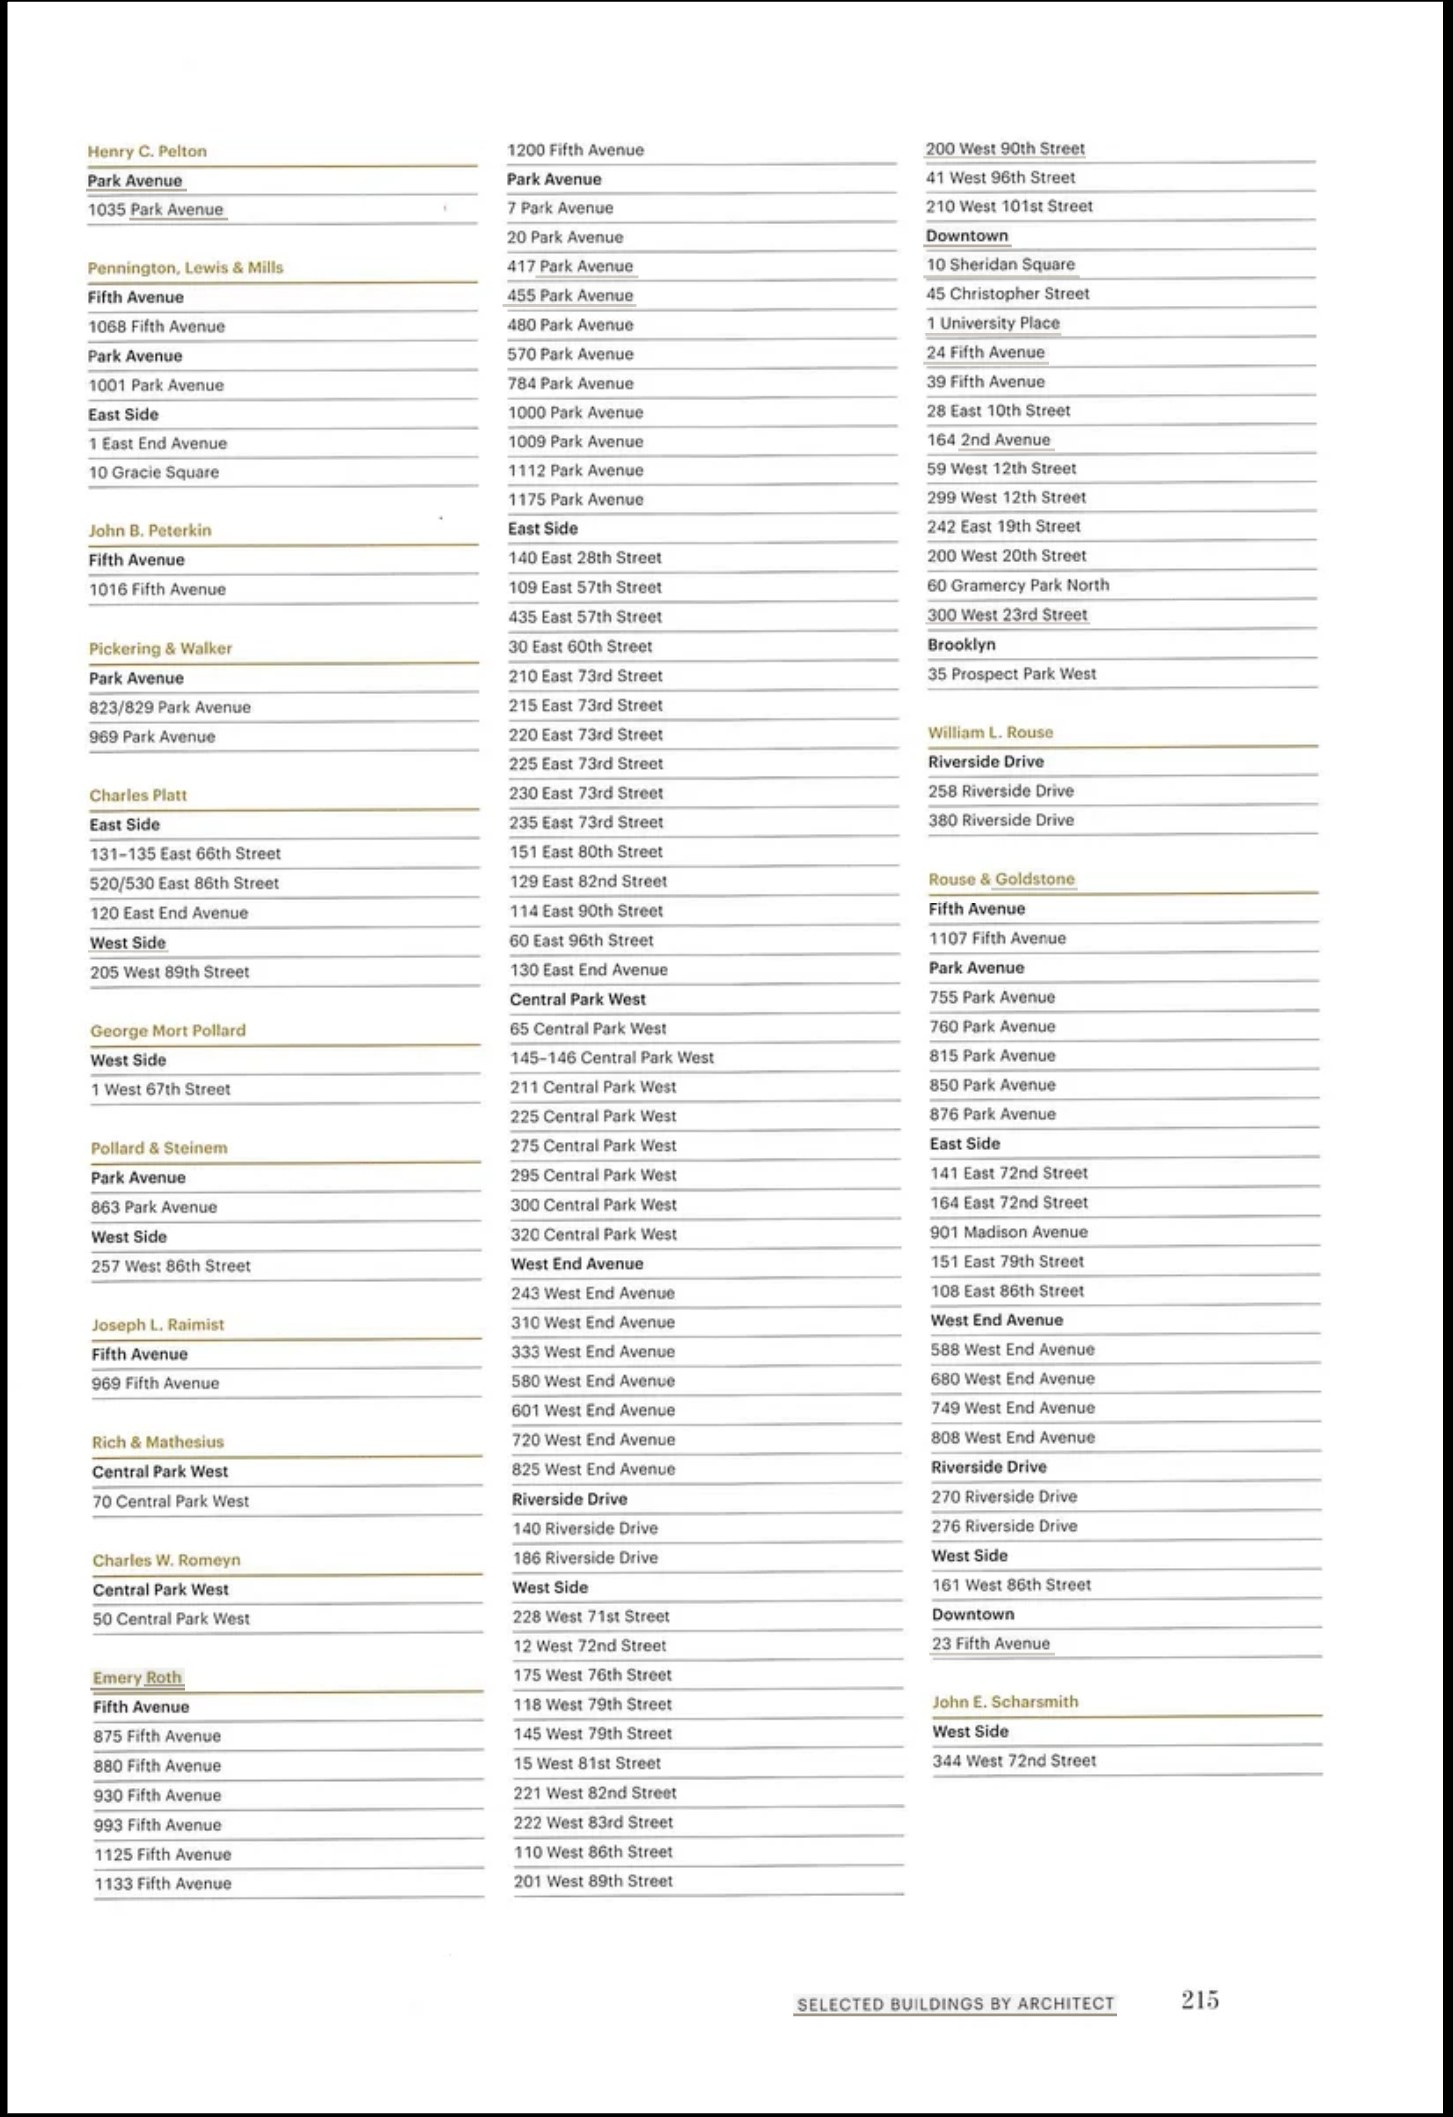 Henry C. Pelton
Park Avenue
1035 Park Avenue
Pennington, Lewis & Mills
Fifth Avenue
1068 Fifth Avenue
Park Avenue
1001 Park Avenue
East Side
1 East End Avenue
10 Gracie Square
John B. Peterkin
Fifth Avenue
1016 Fifth Avenue
Pickering & Walker
Park Avenue
823/829 Park Avenue
969 Park Avenue
Charles Platt
East Side
131–135 East 66th Street
520/530 East 86th Street
120 East End Avenue
West Side
205 West 89th Street
George Mort Pollard
West Side
1 West 67th Street
Pollard & Steinem
Park Avenue
863 Park Avenue
West Side
257 West 86th Street
Joseph L. Raimist
Fifth Avenue
969 Fifth Avenue
Rich & Mathesius
Central Park West
70 Central Park West
Charles W. Romeyn
Central Park West
50 Central Park West
Emery Roth
Fifth Avenue
875 Fifth Avenue
880 Fifth Avenue
930 Fifth Avenue
993 Fifth Avenue
1125 Fifth Avenue
1133 Fifth Avenue
1200 Fifth Avenue
Park Avenue
7 Park Avenue
20 Park Avenue
417 Park Avenue
455 Park Avenue
480 Park Avenue
570 Park Avenue
784 Park Avenue
1000 Park Avenue
1009 Park Avenue
1112 Park Avenue
1175 Park Avenue
East Side
140 East 28th Street
109 East 57th Street
435 East 57th Street
30 East 60th Street
210 East 73rd Street
215 East 73rd Street
220 East 73rd Street
225 East 73rd Street
230 East 73rd Street
235 East 73rd Street
151 East 80th Street
129 East 82nd Street
114 East 90th Street
60 East 96th Street
130 East End Avenue
Central Park West
65 Central Park West
145–146 Central Park West
211 Central Park West
225 Central Park West
275 Central Park West
295 Central Park West
300 Central Park West
320 Central Park West
West End Avenue
243 West End Avenue
310 West End Avenue
333 West End Avenue
580 West End Avenue
601 West End Avenue
720 West End Avenue
825 West End Avenue
Riverside Drive
140 Riverside Drive
186 Riverside Drive
West Side
228 West 71st Street
12 West 72nd Street
175 West 76th Street
118 West 79th Street
145 West 79th Street
15 West 81st Street
221 West 82nd Street
222 West 83rd Street
110 West 86th Street
201 West 89th Street
200 West 90th Street
41 West 96th Street
210 West 101st Street
Downtown
10 Sheridan Square
45 Christopher Street
1 University Place
24 Fifth Avenue
39 Fifth Avenue
28 East 10th Street
164 2nd Avenue
59 West 12th Street
299 West 12th Street
242 East 19th Street
200 West 20th Street
60 Gramercy Park North
300 West 23rd Street
Brooklyn
35 Prospect Park West
William L. Rouse
Riverside Drive
258 Riverside Drive
380 Riverside Drive
Rouse & Goldstone
Fifth Avenue
1107 Fifth Avenue
Park Avenue
755 Park Avenue
760 Park Avenue
815 Park Avenue
850 Park Avenue
876 Park Avenue
East Side
141 East 72nd Street
164 East 72nd Street
901 Madison Avenue
151 East 79th Street
108 East 86th Street
West End Avenue
588 West End Avenue
680 West End Avenue
749 West End Avenue
808 West End Avenue
Riverside Drive
270 Riverside Drive
276 Riverside Drive
West Side
161 West 86th Street
Downtown
23 Fifth Avenue
John E. Scharsmith
West Side
344 West 72nd Street
SELECTED BUILDINGS BY ARCHITECT 215